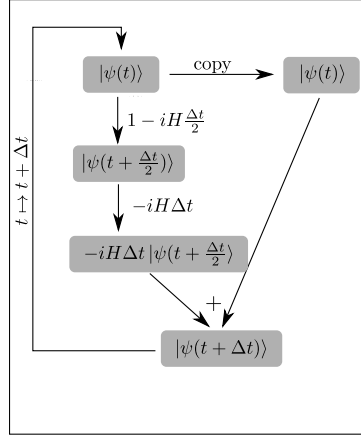 |ψ(t)⟩ copy |ψ(t)⟩
1 − iH Δt/2
|ψ(t + Δt/2)⟩
−iHΔt
−iHΔt |ψ(t + Δt/2⟩
+
|ψ(t + Δt)⟩
t ↦ t + Δt